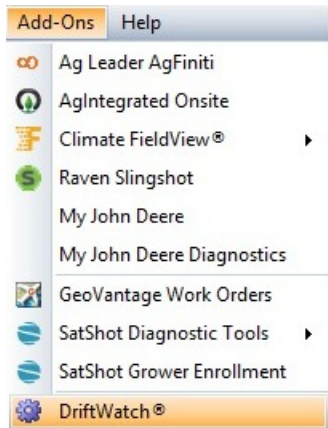 Add-Ons Help
Ag Leader AgFiniti
AgIntegrated Onsite
Climate FieldView®
Raven Slingshot
My John Deere
My John Deere Diagnostics
GeoVantage Work Orders
SatShot Diagnostic Tools
SatShot Grower Enrollment
DriftWatch®